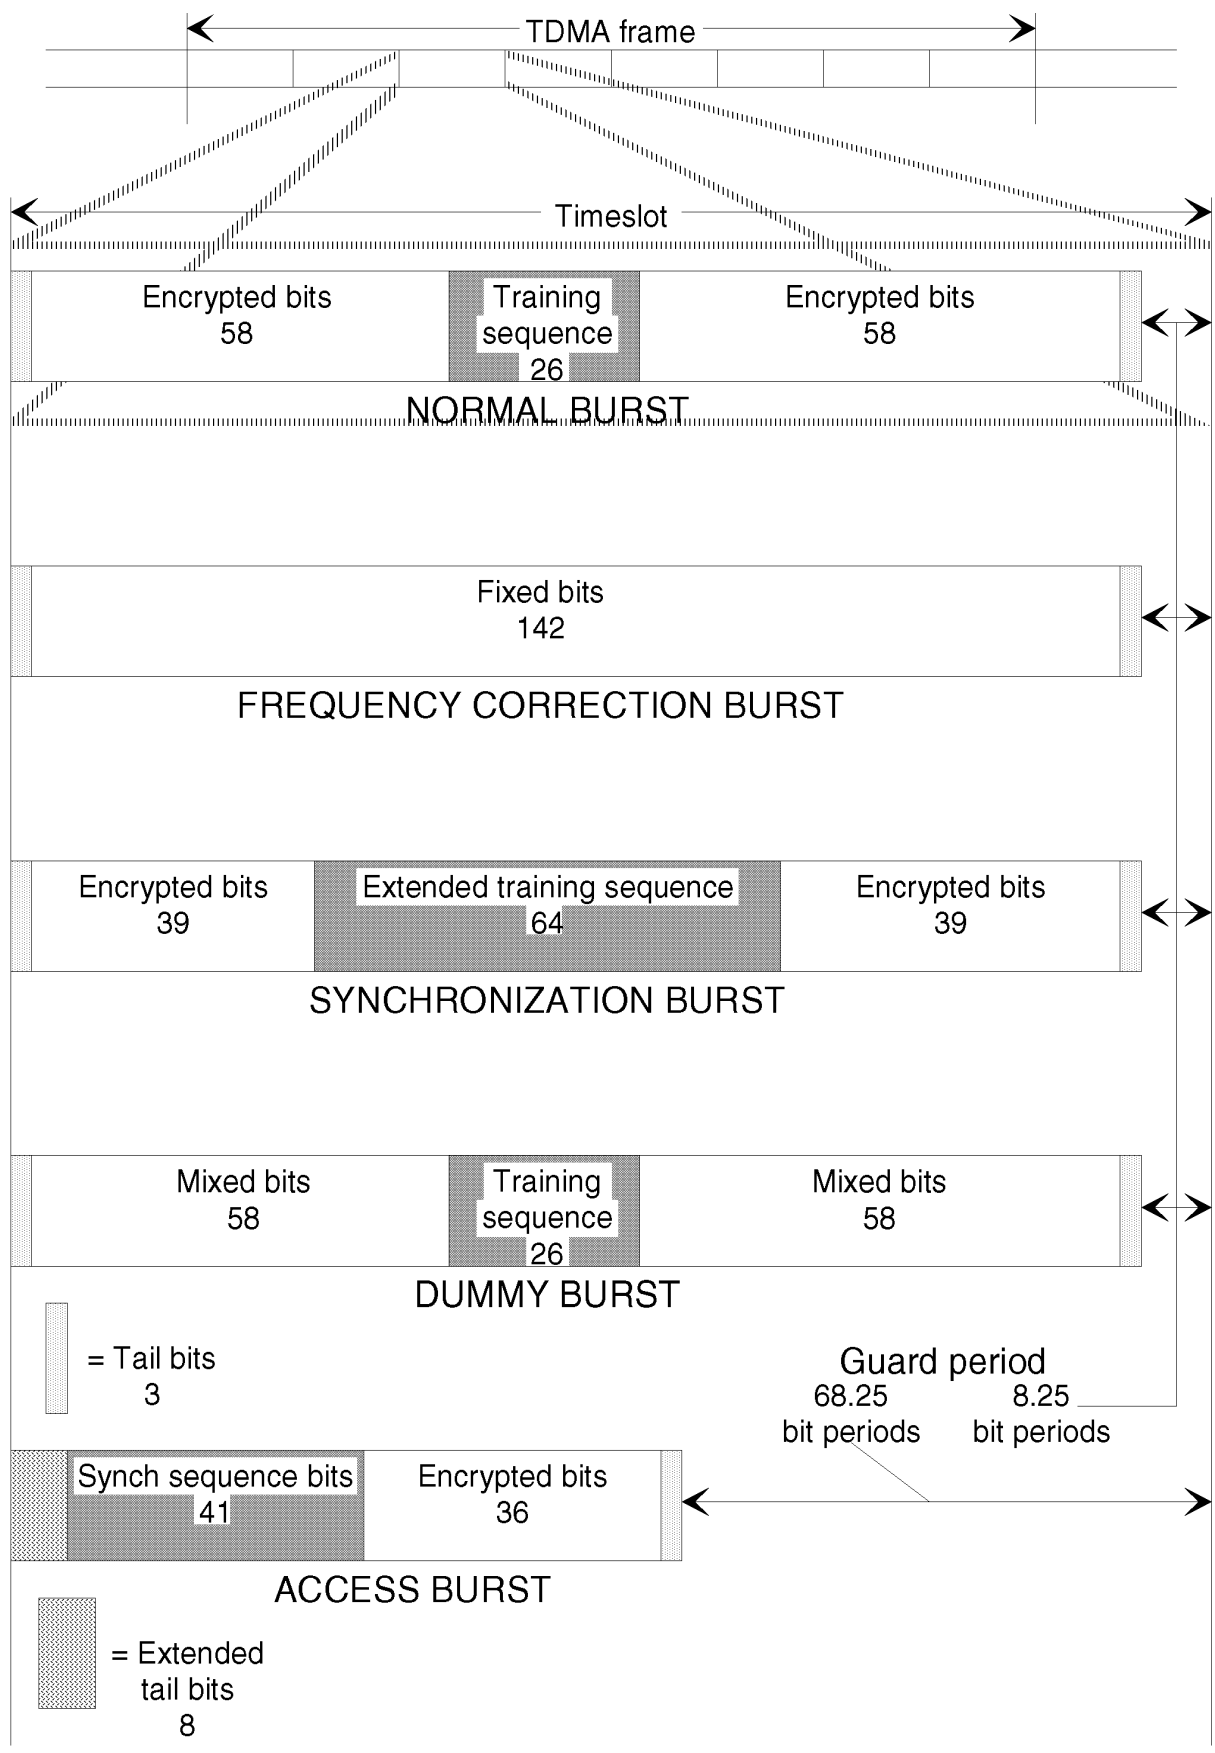 TDMA frame
Timeslot
Encrypted bits
58
Training
sequence
26
Encrypted bits
58
NORMAL BURST
Fixed bits
142
FREQUENCY CORRECTION BURST
Encrypted bits
39
Extended training sequence
64
Encrypted bits
39
SYNCHRONIZATION BURST
Mixed bits
58
Training
sequence
26
Mixed bits
58
DUMMY BURST
= Tail bits
3
Guard period
68.25
bit periods
8.25
bit periods
Synch sequence bits
41
Encrypted bits
36
ACCESS BURST
= Extended
tail bits
8